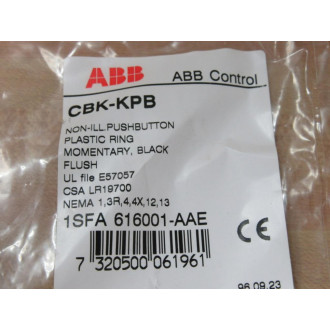 ABB ABB Control
CBK-KPB
NON-ILL.PUSHBUTTON
PLASTIC RING
MOMENTARY, BLACK
FLUSH
UL file E57057
CSA LR19700
NEMA 1,3R,4,4X,12,13
1SFA 616001-AAE
7 320500 061961
96.09.23